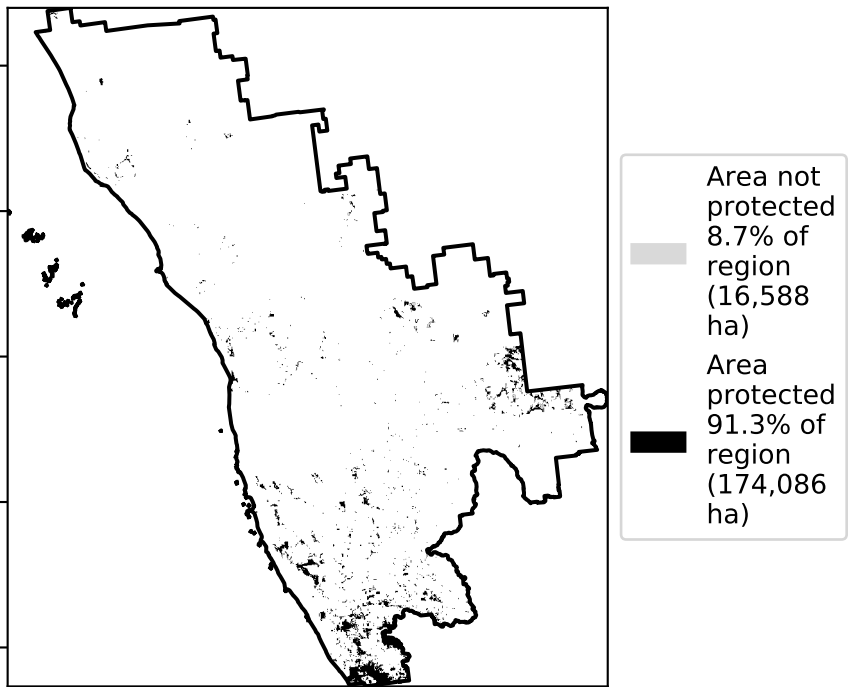 Area not
protected
8.7% of
region
(16,588
ha)
Area
protected
91.3% of
region
(174,086
ha)